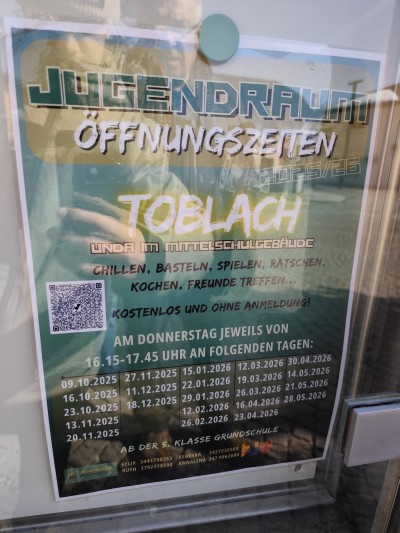 JUGENDRAUM
ÖFFNUNGSZEITEN
2025/26
TOBLACH
UNDA IM MITTELSCHULGEBÄUDE
CHILLEN, BASTELN, SPIELEN, RATSCHEN,
KOCHEN, FREUNDE TREFFEN...
KOSTENLOS UND OHNE ANMELDUNG!
AM DONNERSTAG JEWEILS VON
16.15-17.45 UHR AN FOLGENDEN TAGEN:
09.10.2025 27.11.2025 15.01.2026 12.03.2026 30.04.2026
16.10.2025 11.12.2025 22.01.2026 19.03.2026 14.05.2026
23.10.2025 18.12.2025 29.01.2026 26.03.2026 21.05.2026
13.11.2025 12.02.2026 16.04.2026 28.05.2026
20.11.2025 26.02.2026 23.04.2026
AB DER 5. KLASSE GRUNDSCHULE
FELIX
RUTH ANNALENA